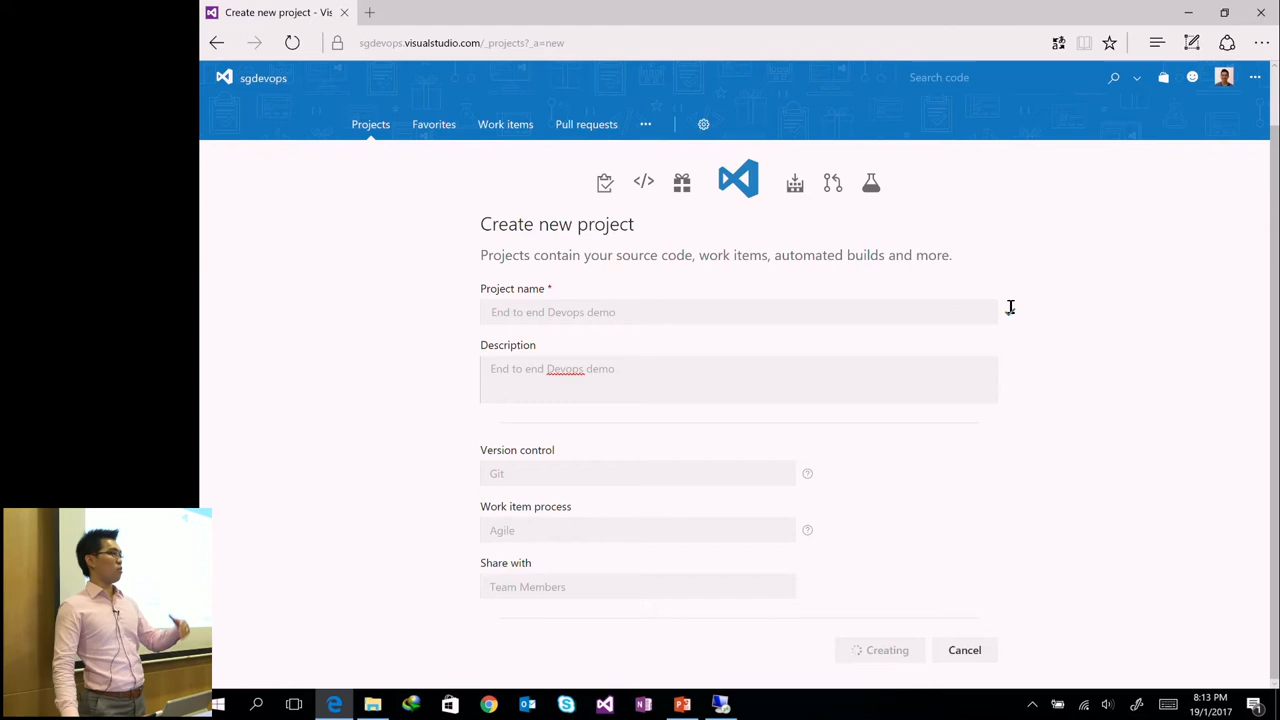 Create new project - Vis
sgdevops.visualstudio.com/_projects?_a=new
sgdevops
Search code
Projects
Favorites
Work items
Pull requests
Create new project
Projects contain your source code, work items, automated builds and more.
Project name *
End to end Devops demo
Description
End to end Devops demo
Version control
Git
Work item process
Agile
Share with
Team Members
Creating
Cancel
8:13 PM
19/1/2017